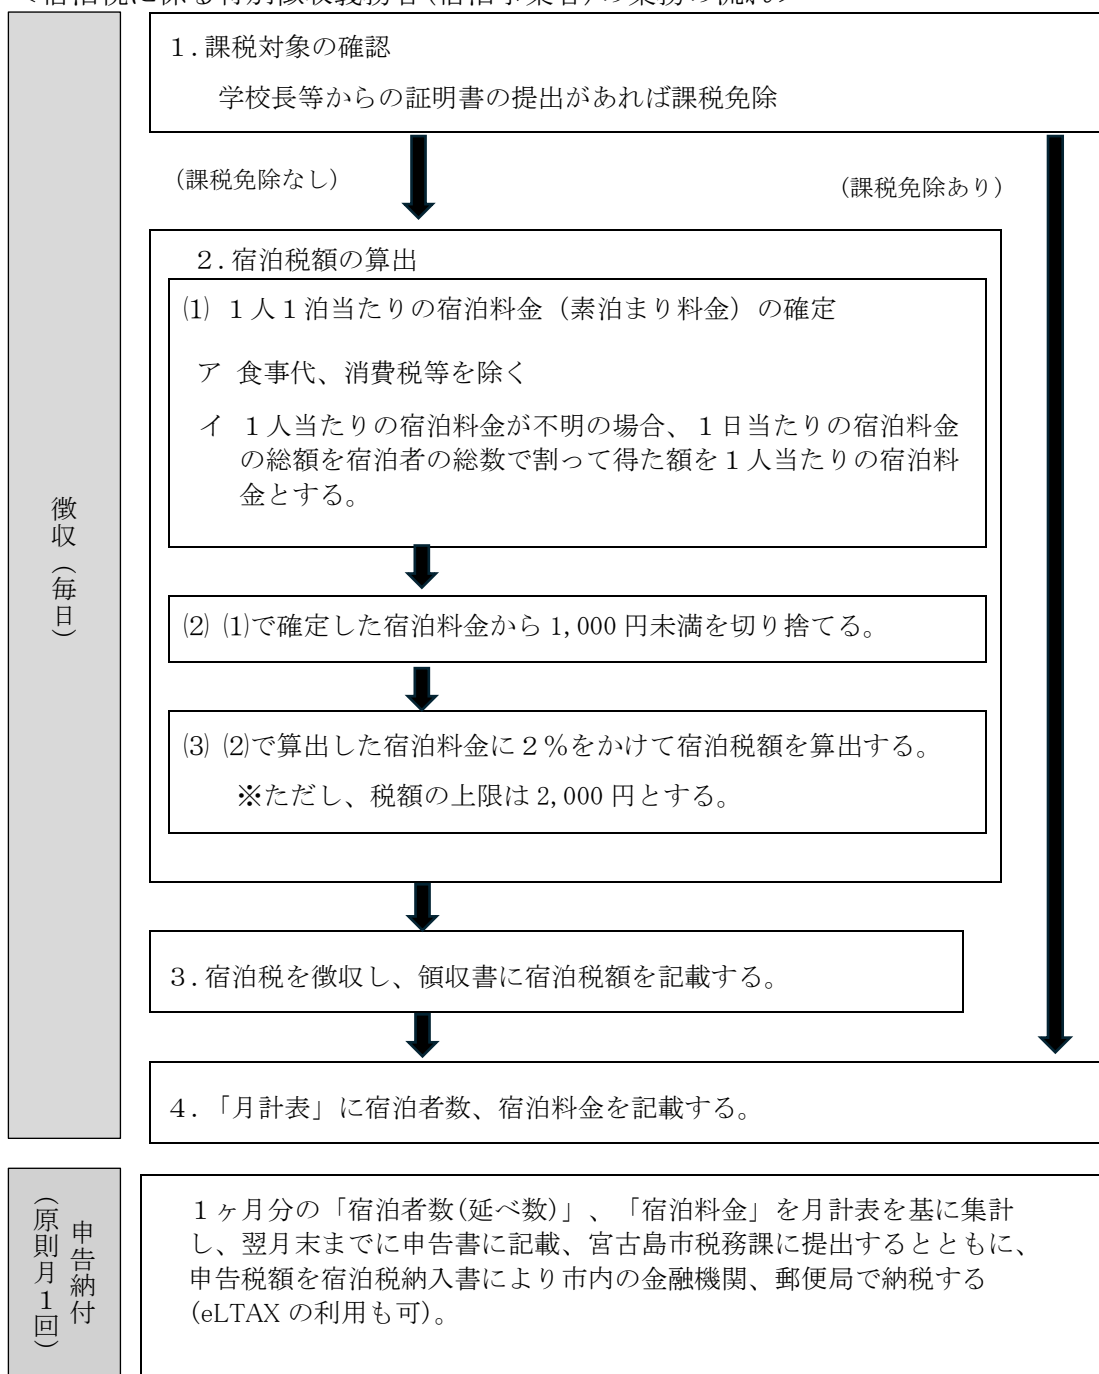 １.課税対象の確認
学校長等からの証明書の提出があれば課税免除
（課税免除なし）
（課税免除あり）
２.宿泊税額の算出
⑴ １人１泊当たりの宿泊料金（素泊まり料金）の確定
ア 食事代、消費税等を除く
イ １人当たりの宿泊料金が不明の場合、１日当たりの宿泊料金
の総額を宿泊者の総数で割って得た額を１人当たりの宿泊料
金とする。
⑵ ⑴で確定した宿泊料金から 1,000 円未満を切り捨てる。
⑶ ⑵で算出した宿泊料金に２％をかけて宿泊税額を算出する。
※ただし、税額の上限は 2,000 円とする。
３.宿泊税を徴収し、領収書に宿泊税額を記載する。
４.「月計表」に宿泊者数、宿泊料金を記載する。
徴収（毎日）
申告納付
（原則月１回）
１ヶ月分の「宿泊者数(延べ数)」、「宿泊料金」を月計表を基に集計
し、翌月末までに申告書に記載、宮古島市税務課に提出するとともに、
申告税額を宿泊税納入書により市内の金融機関、郵便局で納税する
(eLTAX の利用も可)。